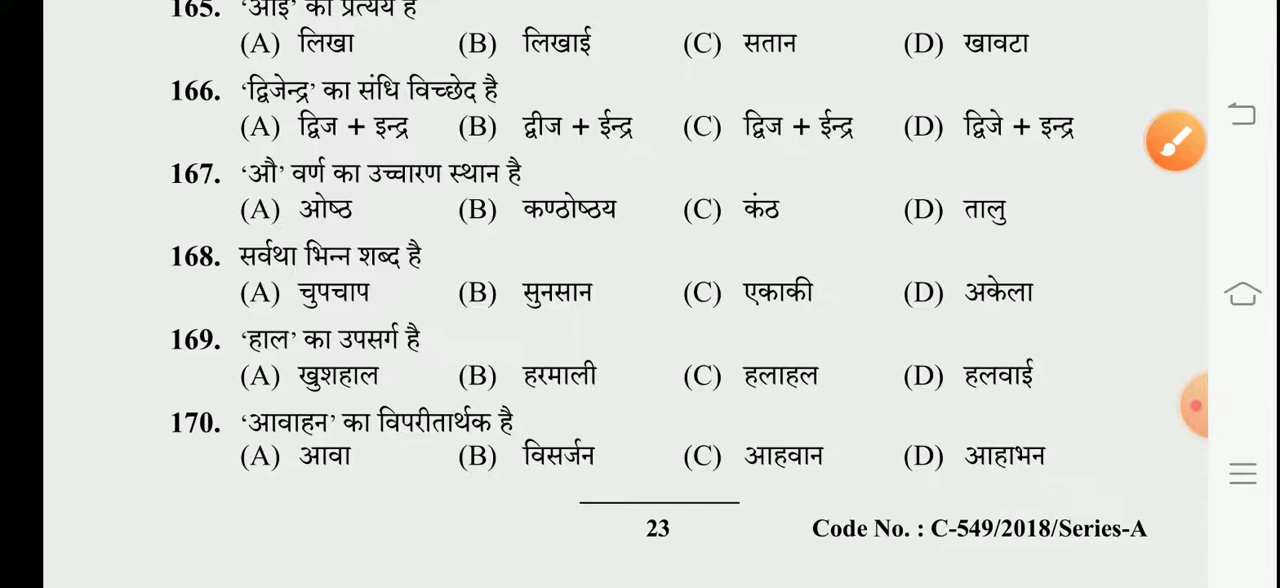 165. 'आई' का प्रत्यय है
(A) लिखा (B) लिखाई (C) सतान (D) खावटा
166. 'द्विजेन्द्र' का संधि विच्छेद है
(A) द्विज + इन्द्र (B) द्वीज + ईन्द्र (C) द्विज + ईन्द्र (D) द्विजे + इन्द्र
167. 'औ' वर्ण का उच्चारण स्थान है
(A) ओष्ठ (B) कण्ठोष्ठय (C) कंठ (D) तालु
168. सर्वथा भिन्न शब्द है
(A) चुपचाप (B) सुनसान (C) एकाकी (D) अकेला
169. 'हाल' का उपसर्ग है
(A) खुशहाल (B) हरमाली (C) हलाहल (D) हलवाई
170. 'आवाहन' का विपरीतार्थक है
(A) आवा (B) विसर्जन (C) आहवान (D) आहाभन
23 Code No. : C-549/2018/Series-A